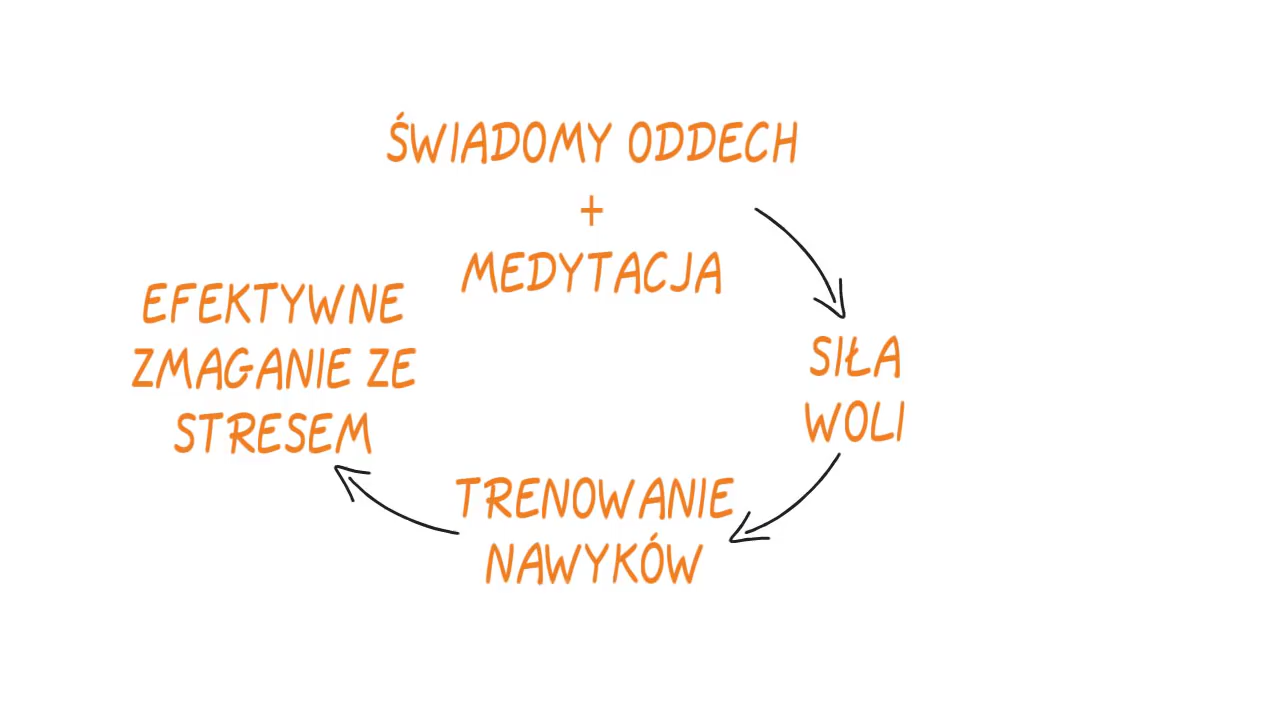 ŚWIADOMY ODDECH
+
MEDYTACJA
SIŁA
WOLI
TRENOWANIE
NAWYKÓW
EFEKTYWNE
ZMAGANIE ZE
STRESEM